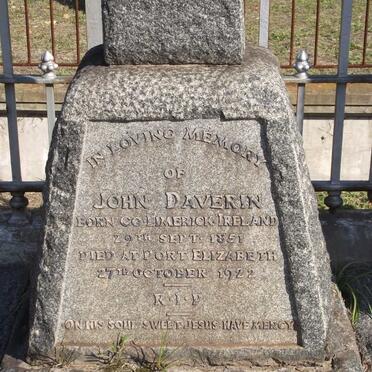 IN LOVING MEMORY
OF
JOHN DAVERIN
BORN CO. LIMERICK, IRELAND
29TH SEPT. 1851
DIED AT PORT ELIZABETH
27TH OCTOBER 1922
R.I.P
ON HIS SOUL SWEET JESUS HAVE MERCY